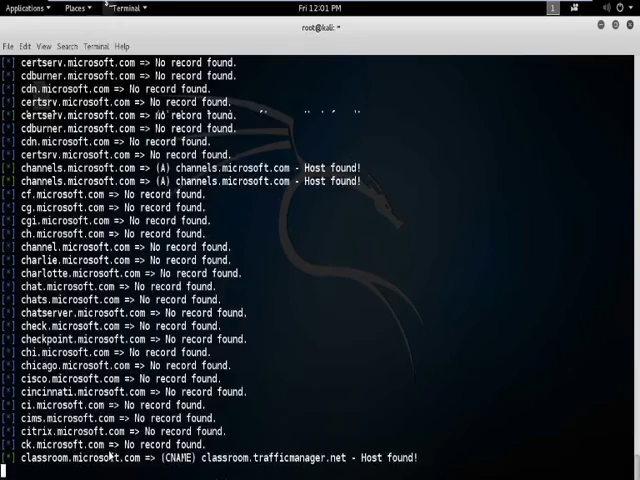 Applications ▾ Places ▾ Terminal ▾ Fri 12:01 PM 1
root@kali: ~
File Edit View Search Terminal Help
[*] certserv.microsoft.com => No record found.
[*] cdburner.microsoft.com => No record found.
[*] cdn.microsoft.com => No record found.
[*] certsrv.microsoft.com => No record found.
[*] certserv.microsoft.com => No record found.
[*] cdburner.microsoft.com => No record found.
[*] cdn.microsoft.com => No record found.
[*] certsrv.microsoft.com => No record found.
[*] channels.microsoft.com => (A) channels.microsoft.com - Host found!
[*] channels.microsoft.com => (A) channels.microsoft.com - Host found!
[*] cf.microsoft.com => No record found.
[*] cg.microsoft.com => No record found.
[*] cgi.microsoft.com => No record found.
[*] ch.microsoft.com => No record found.
[*] channel.microsoft.com => No record found.
[*] charlie.microsoft.com => No record found.
[*] charlotte.microsoft.com => No record found.
[*] chat.microsoft.com => No record found.
[*] chats.microsoft.com => No record found.
[*] chatserver.microsoft.com => No record found.
[*] check.microsoft.com => No record found.
[*] checkpoint.microsoft.com => No record found.
[*] chi.microsoft.com => No record found.
[*] chicago.microsoft.com => No record found.
[*] cisco.microsoft.com => No record found.
[*] cincinnati.microsoft.com => No record found.
[*] ci.microsoft.com => No record found.
[*] cims.microsoft.com => No record found.
[*] citrix.microsoft.com => No record found.
[*] ck.microsoft.com => No record found.
[*] classroom.microsoft.com => (CNAME) classroom.trafficmanager.net - Host found!